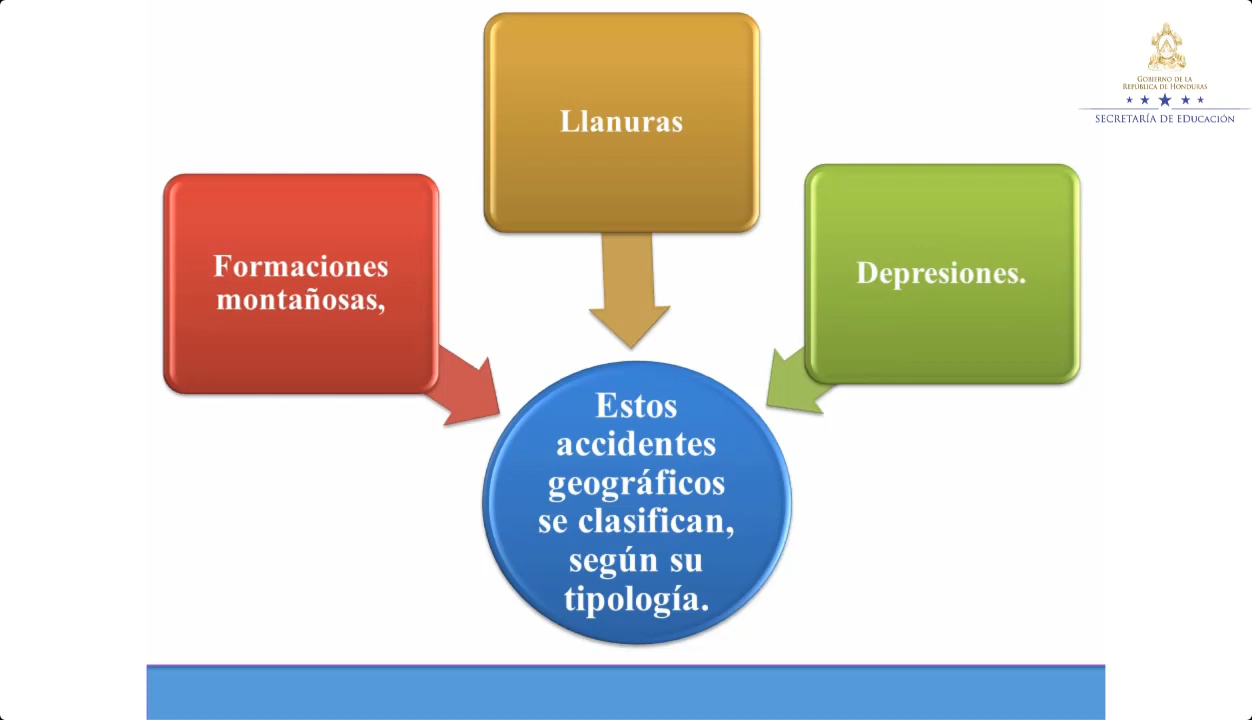 Llanuras
GOBIERNO DE LA
REPÚBLICA DE HONDURAS
SECRETARÍA DE EDUCACIÓN
Formaciones
montañosas,
Depresiones.
Estos
accidentes
geográficos
se clasifican,
según su
tipología.